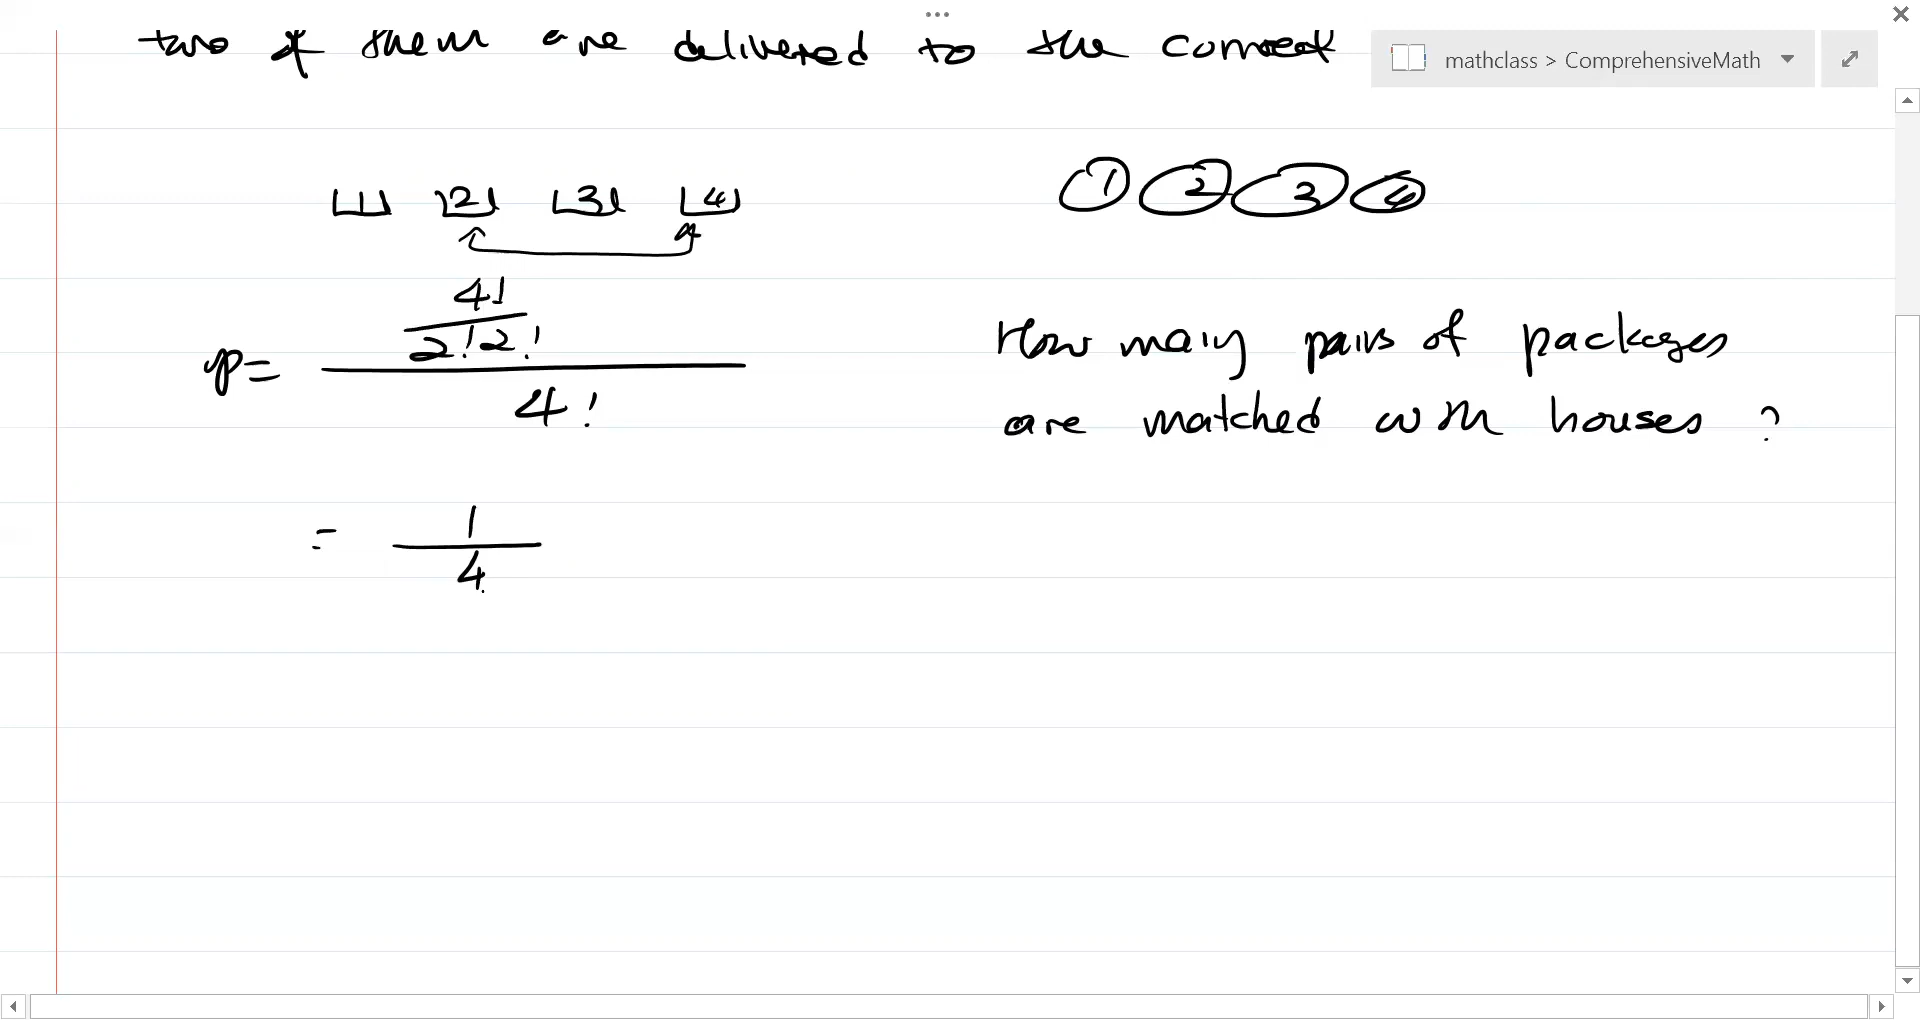 two of them are delivered to the correct
mathclass > ComprehensiveMath
1 2 3 4
1 2 3 4
4!
2!2!
p=
4!
How many pairs of packages
are matched with houses ?
= 1
4